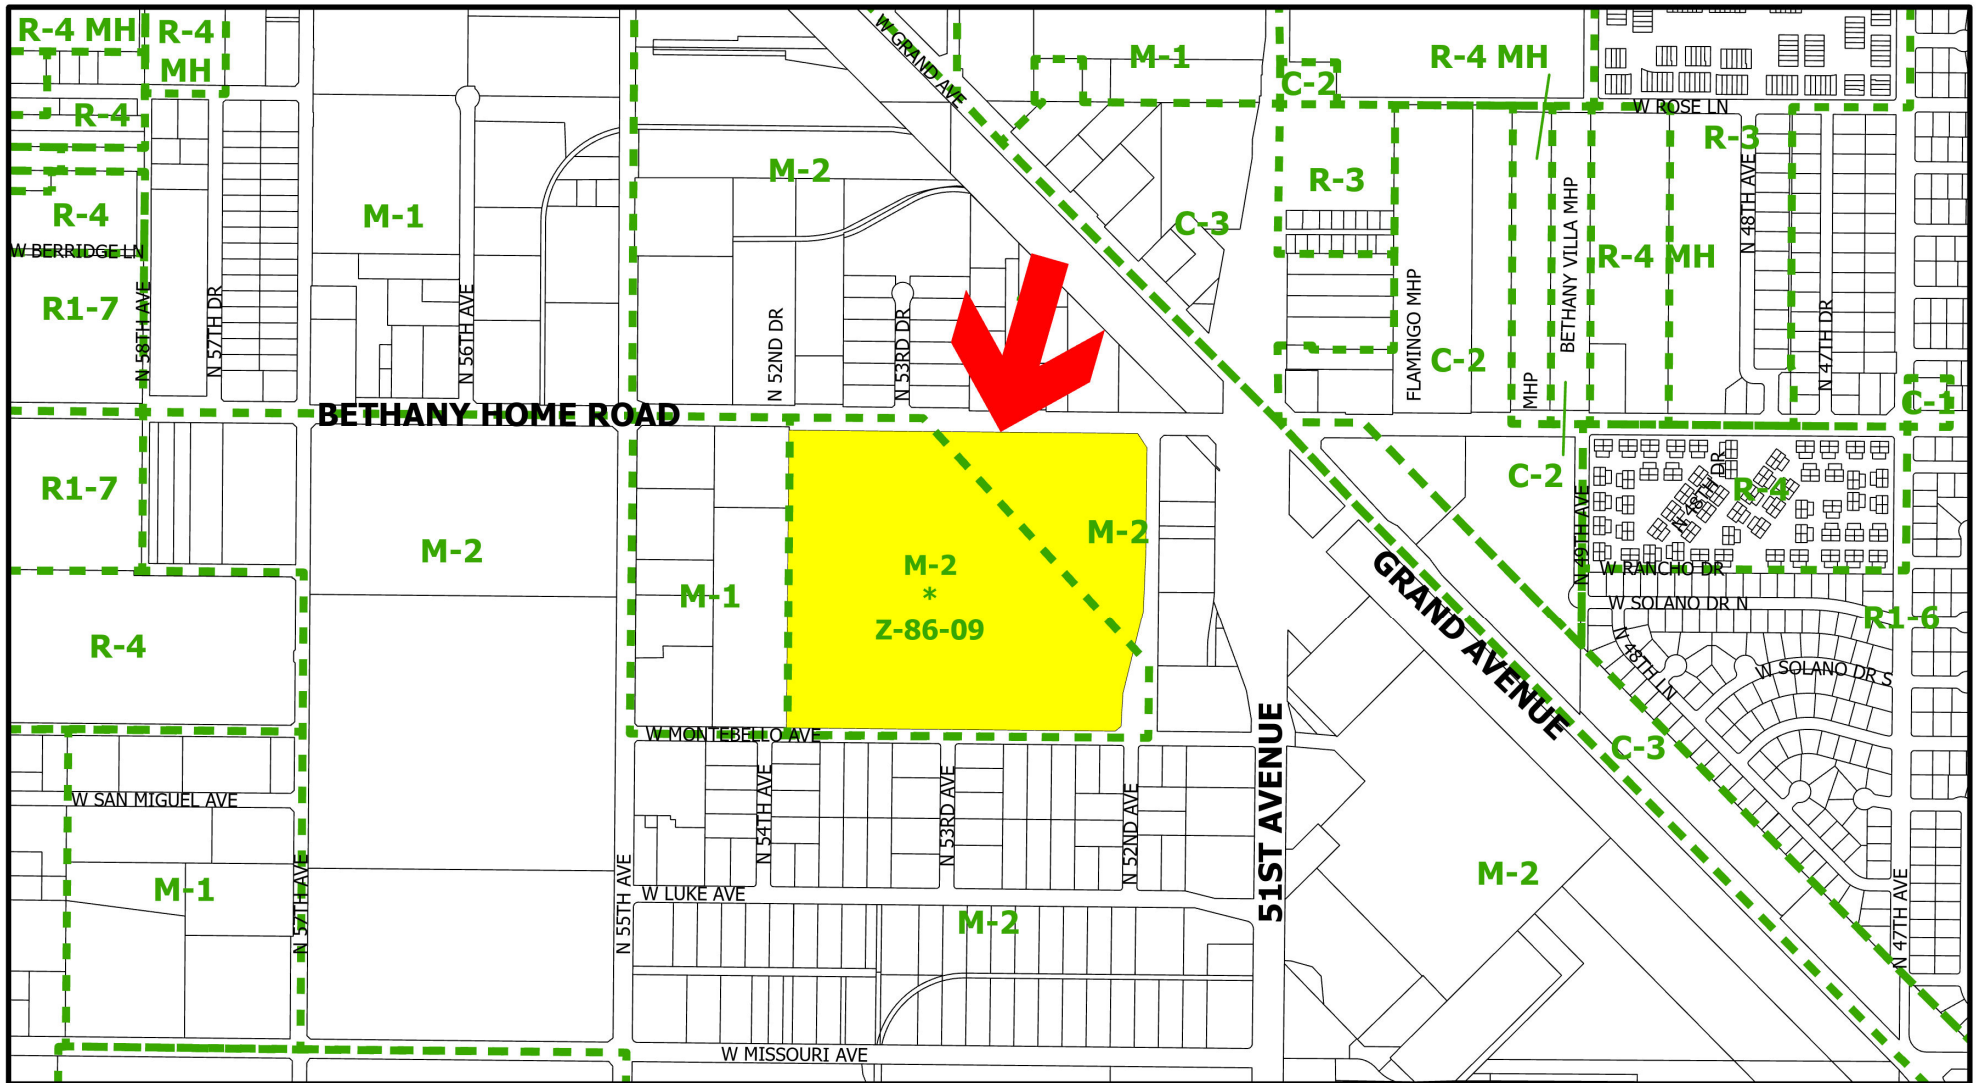 R-4 MH
R-4
MH
R-4
R-4
W BERRIDGE LN
R1-7
N 58TH AVE
N 57TH DR
M-1
N 56TH AVE
W GRAND AVE
M-2
N 52ND DR
N 53RD DR
M-1
C-2
R-4 MH
W ROSE LN
R-3
R-3
C-3
FLAMINGO MHP
C-2
MHP
BETHANY VILLA MHP
R-4 MH
N 48TH AVE
N 47TH DR
C-1
BETHANY HOME ROAD
R1-7
M-2
M-1
M-2
*
Z-86-09
M-2
C-2
N 49TH AVE
N 48TH DR
R-4
W RANCHO DR
W SOLANO DR N
R1-6
N 48TH LN
W SOLANO DR S
GRAND AVENUE
C-3
R-4
W MONTEBELLO AVE
51ST AVENUE
W SAN MIGUEL AVE
N 54TH AVE
N 53RD AVE
N 52ND AVE
M-1
N 57TH AVE
N 55TH AVE
W LUKE AVE
M-2
M-2
N 47TH AVE
W MISSOURI AVE